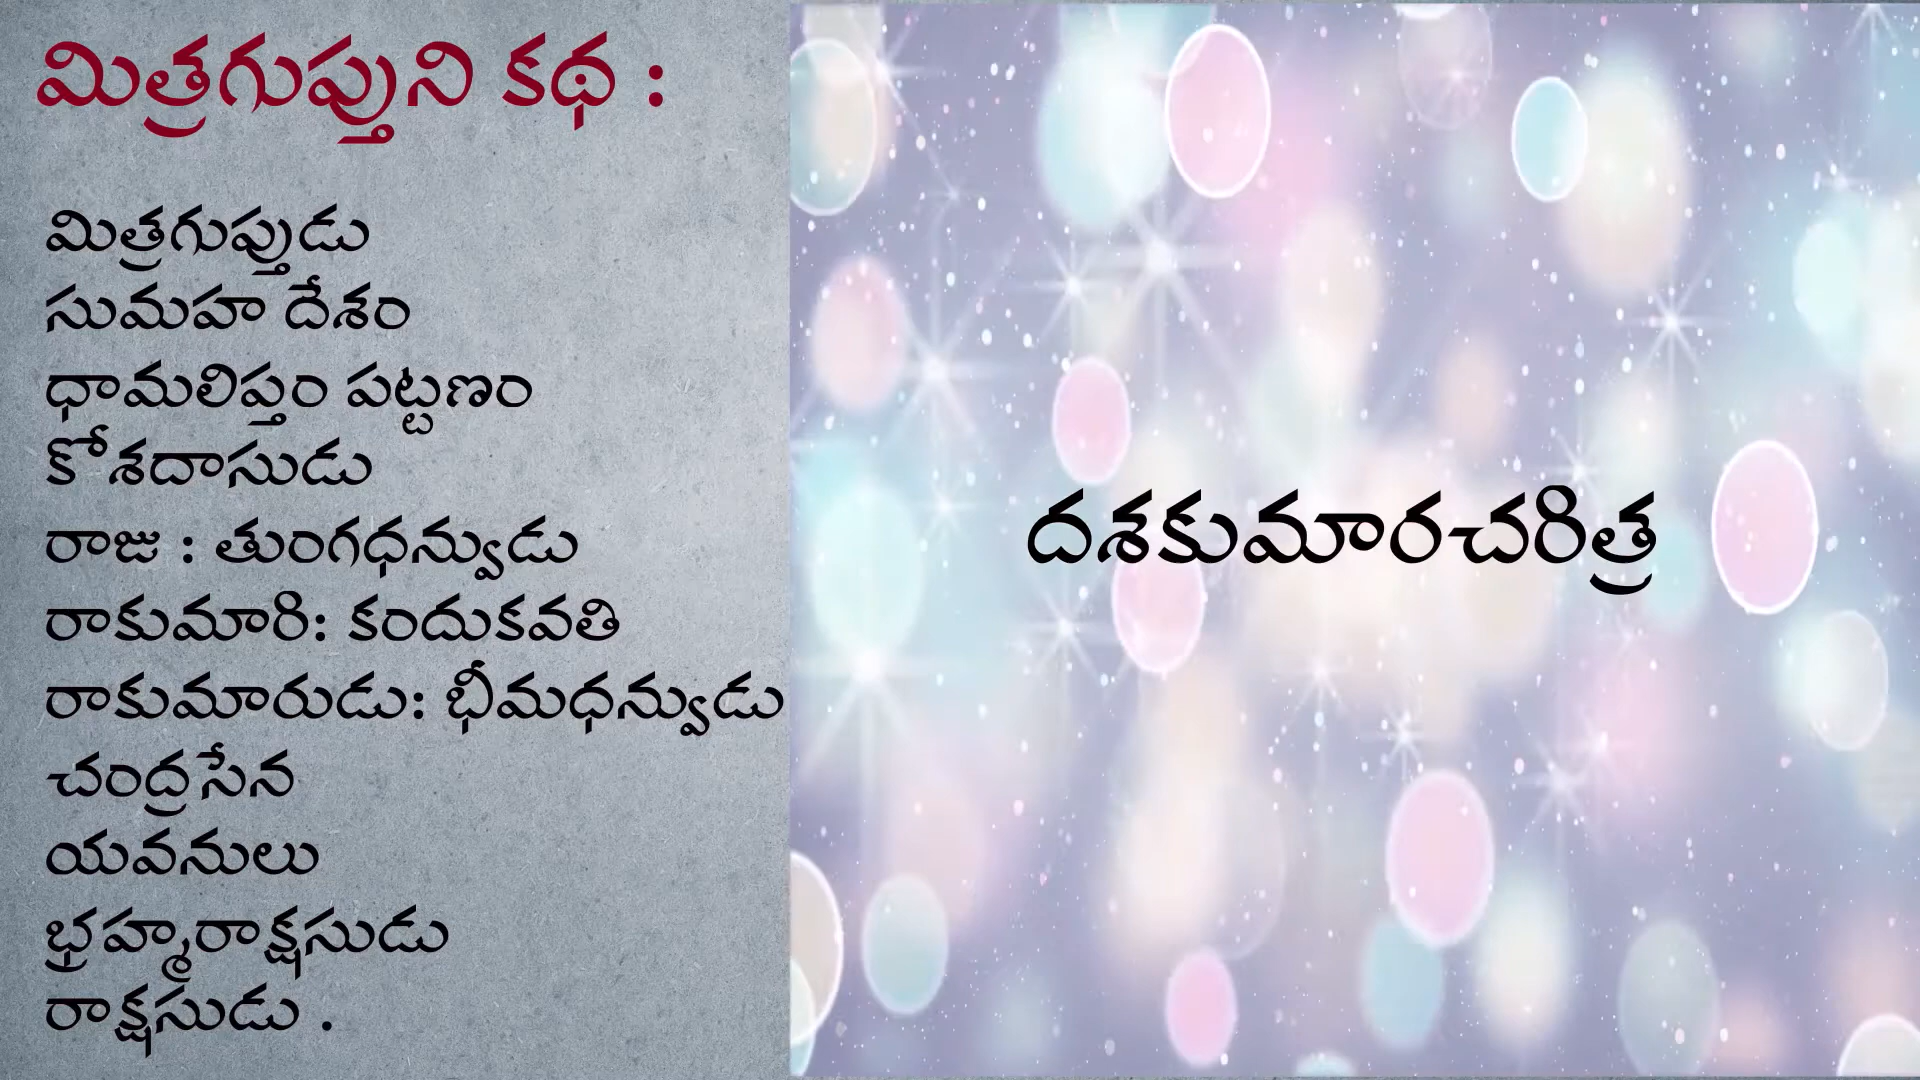 మిత్రగుప్తుని కథ :
మిత్రగుప్తుడు
సుమహ దేశం
ధామలిప్తం పట్టణం
కోశదాసుడు
రాజు : తుంగధన్వుడు
రాకుమారి: కందుకవతి
రాకుమారుడు: భీమధన్వుడు
చంద్రసేన
యవనులు
భ్రహ్మరాక్షసుడు
రాక్షసుడు .
దశకుమారచరిత్ర